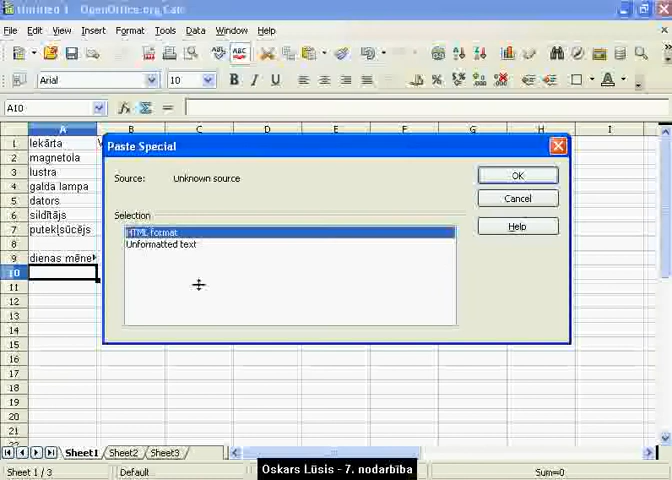 Untitled 1 - OpenOffice.org Calc
File Edit View Insert Format Tools Data Window Help
Arial 10 B I U
A10
A B C D E F G H I
1 Iekārta
2 magnetola
3 lustra
4 galda lampa
5 dators
6 sildītājs
7 putekļsūcējs
8
9 dienas mēne
10
11
12
13
14
15
16
17
18
19
20
21
22
Paste Special
Source: Unknown source
Selection
HTML format
Unformatted text
OK
Cancel
Help
Sheet1 Sheet2 Sheet3
Sheet 1 / 3 Default Sum=0
Oskars Lūsis - 7. nodarbība